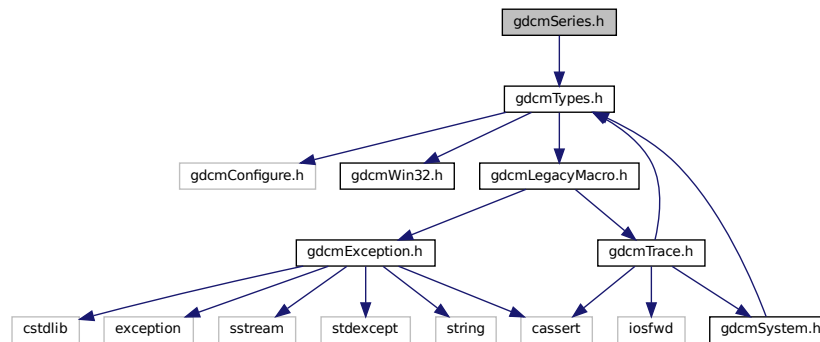 gdcmSeries.h
gdcmTypes.h
gdcmConfigure.h
gdcmWin32.h
gdcmLegacyMacro.h
gdcmException.h
gdcmTrace.h
cstdlib
exception
sstream
stdexcept
string
cassert
iosfwd
gdcmSystem.h